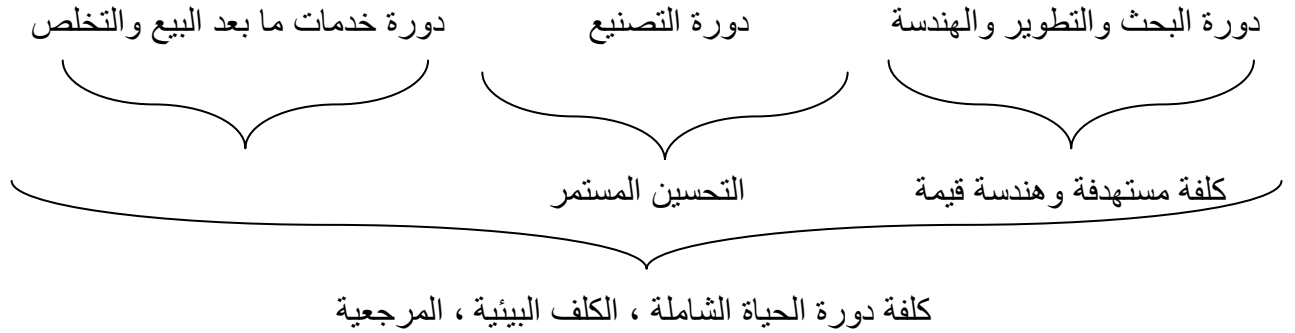 دورة البحث والتطوير والهندسة دورة التصنيع دورة خدمات ما بعد البيع والتخلص
كلفة مستهدفة وهندسة قيمة التحسين المستمر
كلفة دورة الحياة الشاملة ، الكلف البيئية ، المرجعية